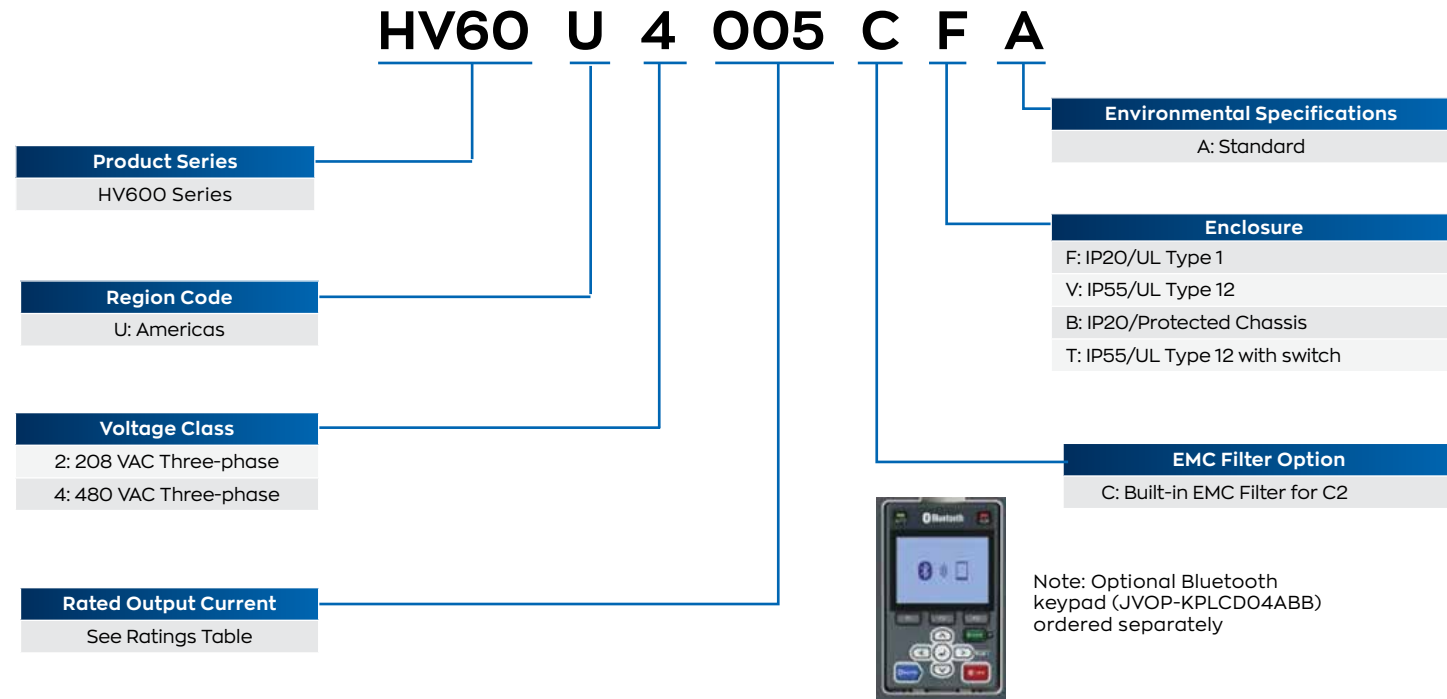 HV60 U 4 005 C F A
Product Series
HV600 Series
Region Code
U: Americas
Voltage Class
2: 208 VAC Three-phase
4: 480 VAC Three-phase
Rated Output Current
See Ratings Table
Environmental Specifications
A: Standard
Enclosure
F: IP20/UL Type 1
V: IP55/UL Type 12
B: IP20/Protected Chassis
T: IP55/UL Type 12 with switch
EMC Filter Option
C: Built-in EMC Filter for C2
Bluetooth
Note: Optional Bluetooth
keypad (JVOP-KPLCD04ABB)
ordered separately